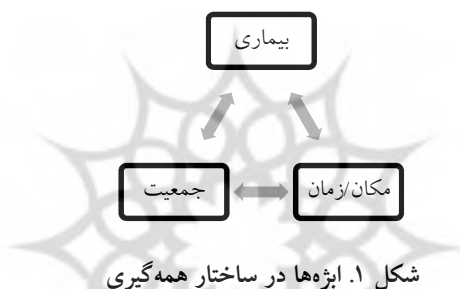 بیماری
مکان/زمان
جمعیت
شکل ۱. ابژه‌ها در ساختار همه‌گیری